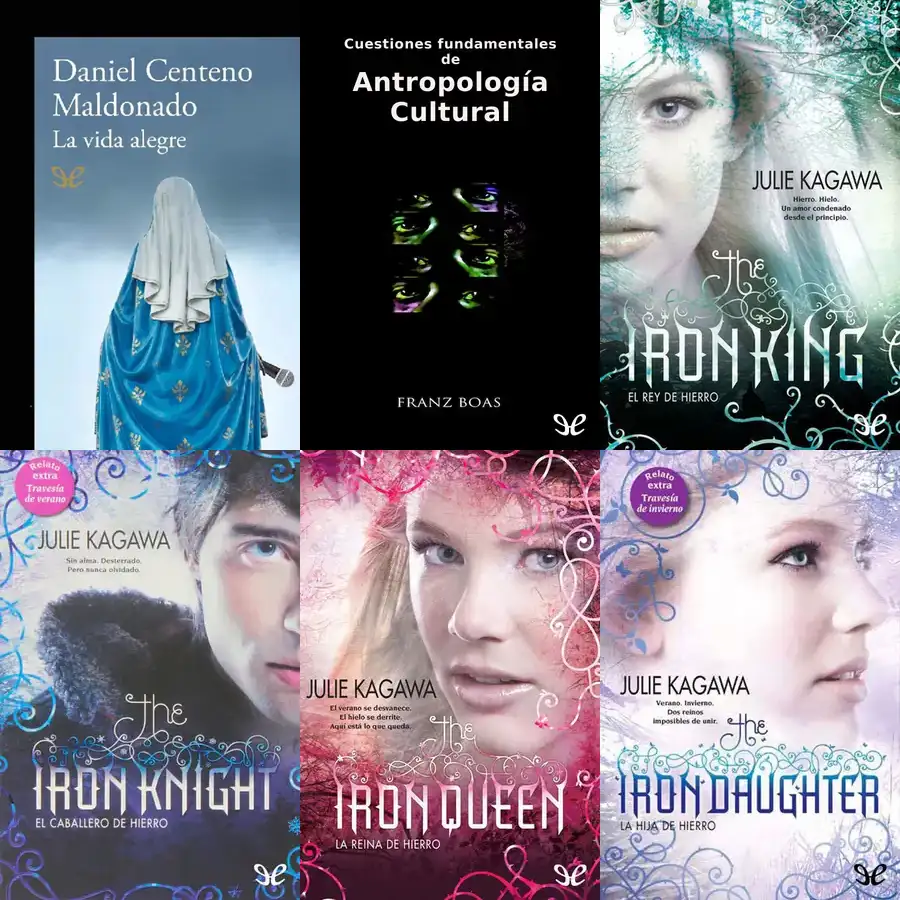 Daniel Centeno
Maldonado
La vida alegre
Cuestiones fundamentales
de
Antropología
Cultural
FRANZ BOAS
JULIE KAGAWA
Hierro. Hielo.
Un amor condenado
desde el principio.
The
IRON KING
EL REY DE HIERRO
Relato
extra
Travesía
de verano
JULIE KAGAWA
Sin alma. Desterrado.
Pero nunca olvidado.
The
IRON KNIGHT
EL CABALLERO DE HIERRO
JULIE KAGAWA
El verano se desvanece.
El hielo se derrite.
Aquí está lo que queda.
The
IRON QUEEN
LA REINA DE HIERRO
Relato
extra
Travesía
de invierno
JULIE KAGAWA
Verano. Invierno.
Dos reinos
imposibles de unir.
The
IRON DAUGHTER
LA HIJA DE HIERRO